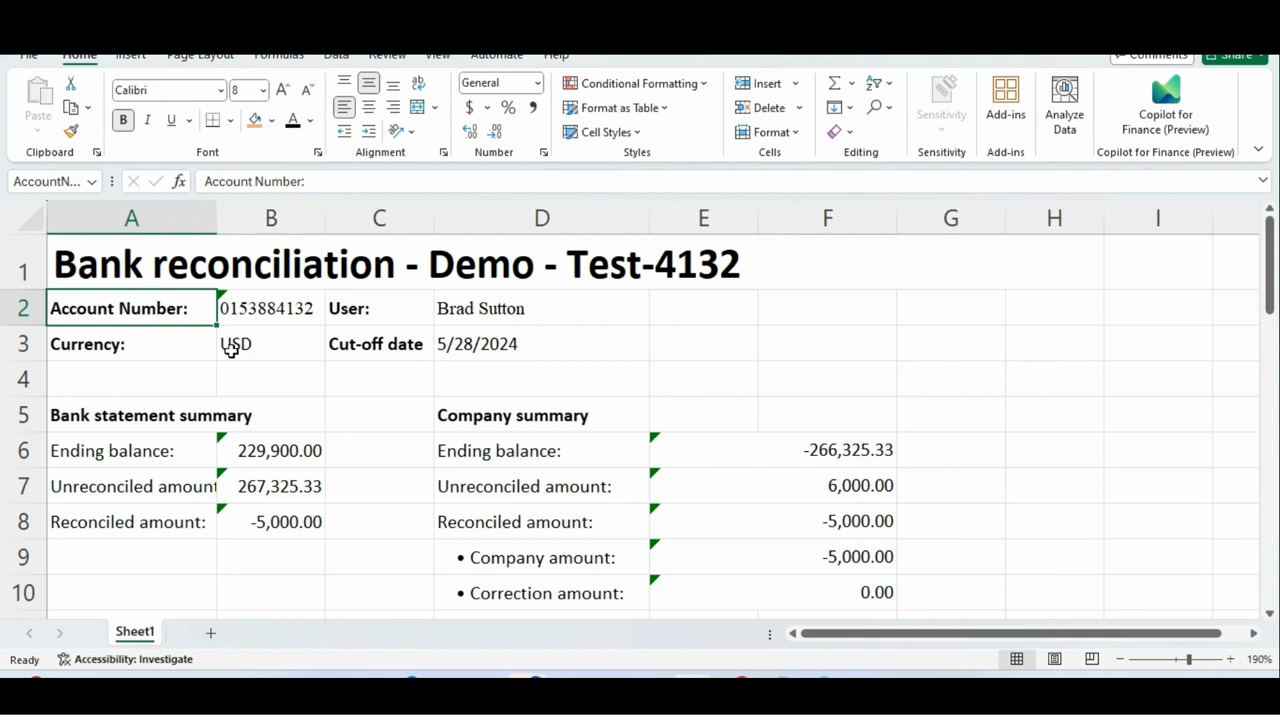 File Home Insert Page Layout Formulas Data Review View Automate Help Comments Share
Paste Calibri 8 A A ab General Conditional Formatting Insert Σ Sensitivity Add-ins Analyze Data Copilot for Finance (Preview)
B I U A $ % , Format as Table Delete
Cell Styles Format
Clipboard Font Alignment Number Styles Cells Editing Sensitivity Add-ins Copilot for Finance (Preview)
AccountN... fx Account Number:
A B C D E F G H I
1 Bank reconciliation - Demo - Test-4132
2 Account Number: 0153884132 User: Brad Sutton
3 Currency: USD Cut-off date 5/28/2024
4
5 Bank statement summary Company summary
6 Ending balance: 229,900.00 Ending balance: -266,325.33
7 Unreconciled amount 267,325.33 Unreconciled amount: 6,000.00
8 Reconciled amount: -5,000.00 Reconciled amount: -5,000.00
9 • Company amount: -5,000.00
10 • Correction amount: 0.00
Sheet1
Ready Accessibility: Investigate 190%